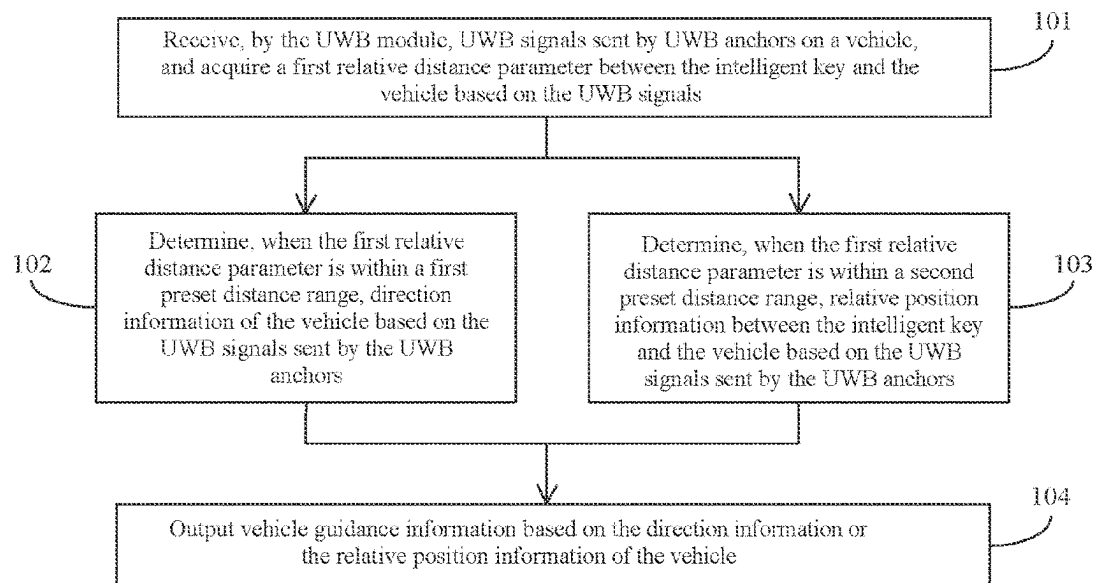 101
Receive, by the UWB module, UWB signals sent by UWB anchors on a vehicle,
and acquire a first relative distance parameter between the intelligent key and the
vehicle based on the UWB signals
102
Determine, when the first relative
distance parameter is within a first
preset distance range, direction
information of the vehicle based on the
UWB signals sent by the UWB
anchors
103
Determine, when the first relative
distance parameter is within a second
preset distance range, relative position
information between the intelligent key
and the vehicle based on the UWB
signals sent by the UWB anchors
104
Output vehicle guidance information based on the direction information or
the relative position information of the vehicle